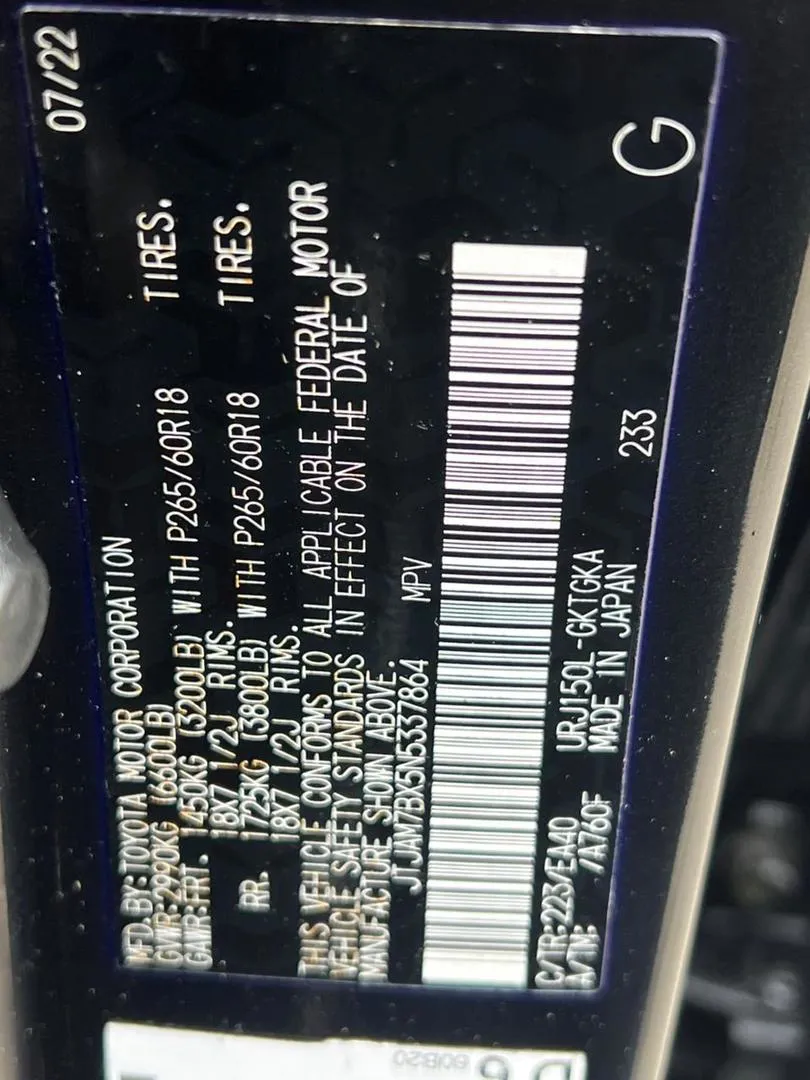 MFD BY: TOYOTA MOTOR CORPORATION 07/22
GVWR:2990KG (6600LB)
GAWR:FRT. 1450KG (3200LB) WITH P265/60R18 TIRES.
18X7 1/2J RIMS.
RR. 1725KG (3800LB) WITH P265/60R18 TIRES.
18X7 1/2J RIMS.
THIS VEHICLE CONFORMS TO ALL APPLICABLE FEDERAL MOTOR
VEHICLE SAFETY STANDARDS IN EFFECT ON THE DATE OF
MANUFACTURE SHOWN ABOVE.
JTJAM7BX5N5337864 MPV
C/TR:223/EA40 URJ150L-GKTGKA 233 G
A/TM: /A760F MADE IN JAPAN
60B20